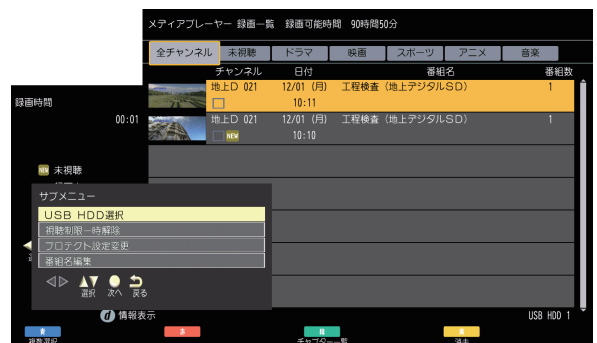 メディアプレーヤー 録画一覧 録画可能時間 90時間50分
全チャンネル 未視聴 ドラマ 映画 スポーツ アニメ 音楽
チャンネル 日付 番組名 番組数
地上D 021 12/01 (月) 工程検査(地上デジタルSD) 1
10:11
地上D 021 12/01 (月) 工程検査(地上デジタルSD) 1
NEW 10:10
録画時間
00:01
NEW 未視聴
サブメニュー
USB HDD選択
視聴制限一時解除
プロテクト設定変更
番組名編集
選択 次へ 戻る
d 情報表示
USB HDD 1
青 赤 緑 黄
複数選択 チャプター一覧 消去